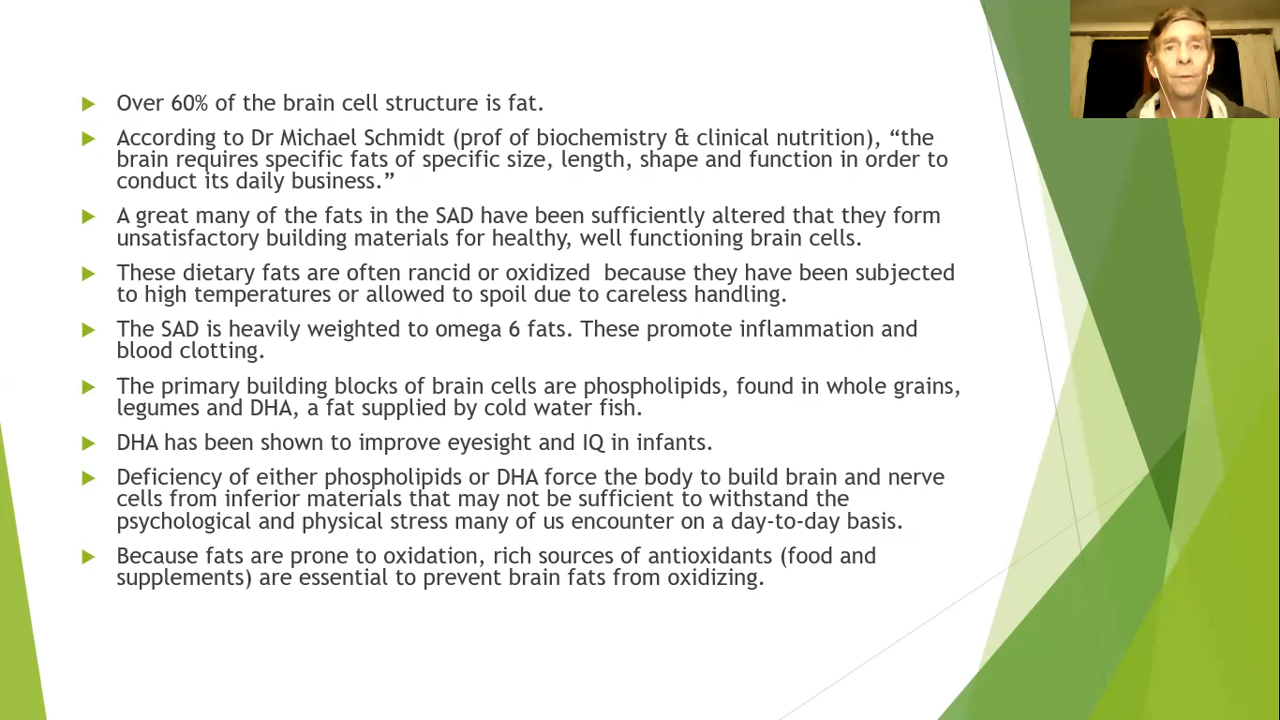 Over 60% of the brain cell structure is fat.
According to Dr Michael Schmidt (prof of biochemistry & clinical nutrition), “the
brain requires specific fats of specific size, length, shape and function in order to
conduct its daily business.”
A great many of the fats in the SAD have been sufficiently altered that they form
unsatisfactory building materials for healthy, well functioning brain cells.
These dietary fats are often rancid or oxidized  because they have been subjected
to high temperatures or allowed to spoil due to careless handling.
The SAD is heavily weighted to omega 6 fats. These promote inflammation and
blood clotting.
The primary building blocks of brain cells are phospholipids, found in whole grains,
legumes and DHA, a fat supplied by cold water fish.
DHA has been shown to improve eyesight and IQ in infants.
Deficiency of either phospholipids or DHA force the body to build brain and nerve
cells from inferior materials that may not be sufficient to withstand the
psychological and physical stress many of us encounter on a day-to-day basis.
Because fats are prone to oxidation, rich sources of antioxidants (food and
supplements) are essential to prevent brain fats from oxidizing.